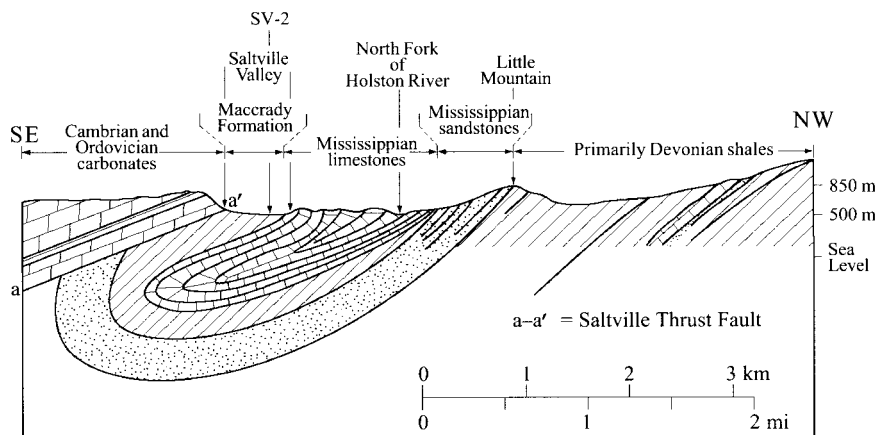 SV-2
Saltville
Valley
North Fork
of
Holston River
Little
Mountain
Maccrady
Formation
Mississippian
sandstones
SE
NW
Cambrian and
Ordovician
carbonates
Mississippian
limestones
Primarily Devonian shales
850 m
a'
500 m
Sea
Level
a
a–a' = Saltville Thrust Fault
0 1 2 3 km
0 1 2 mi